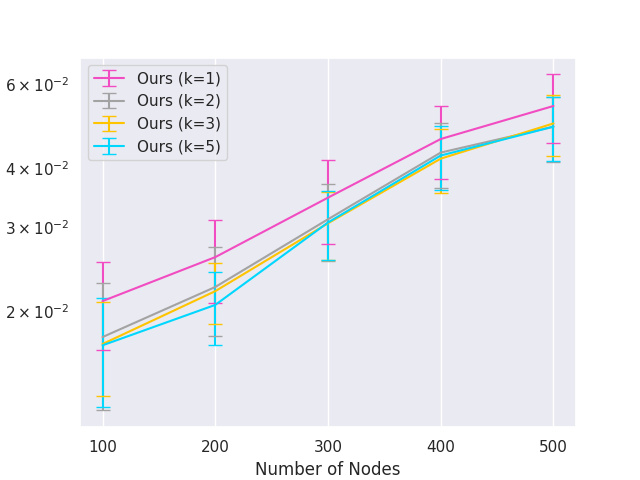 6 × 10⁻²
4 × 10⁻²
3 × 10⁻²
2 × 10⁻²
Ours (k=1)
Ours (k=2)
Ours (k=3)
Ours (k=5)
100 200 300 400 500
Number of Nodes